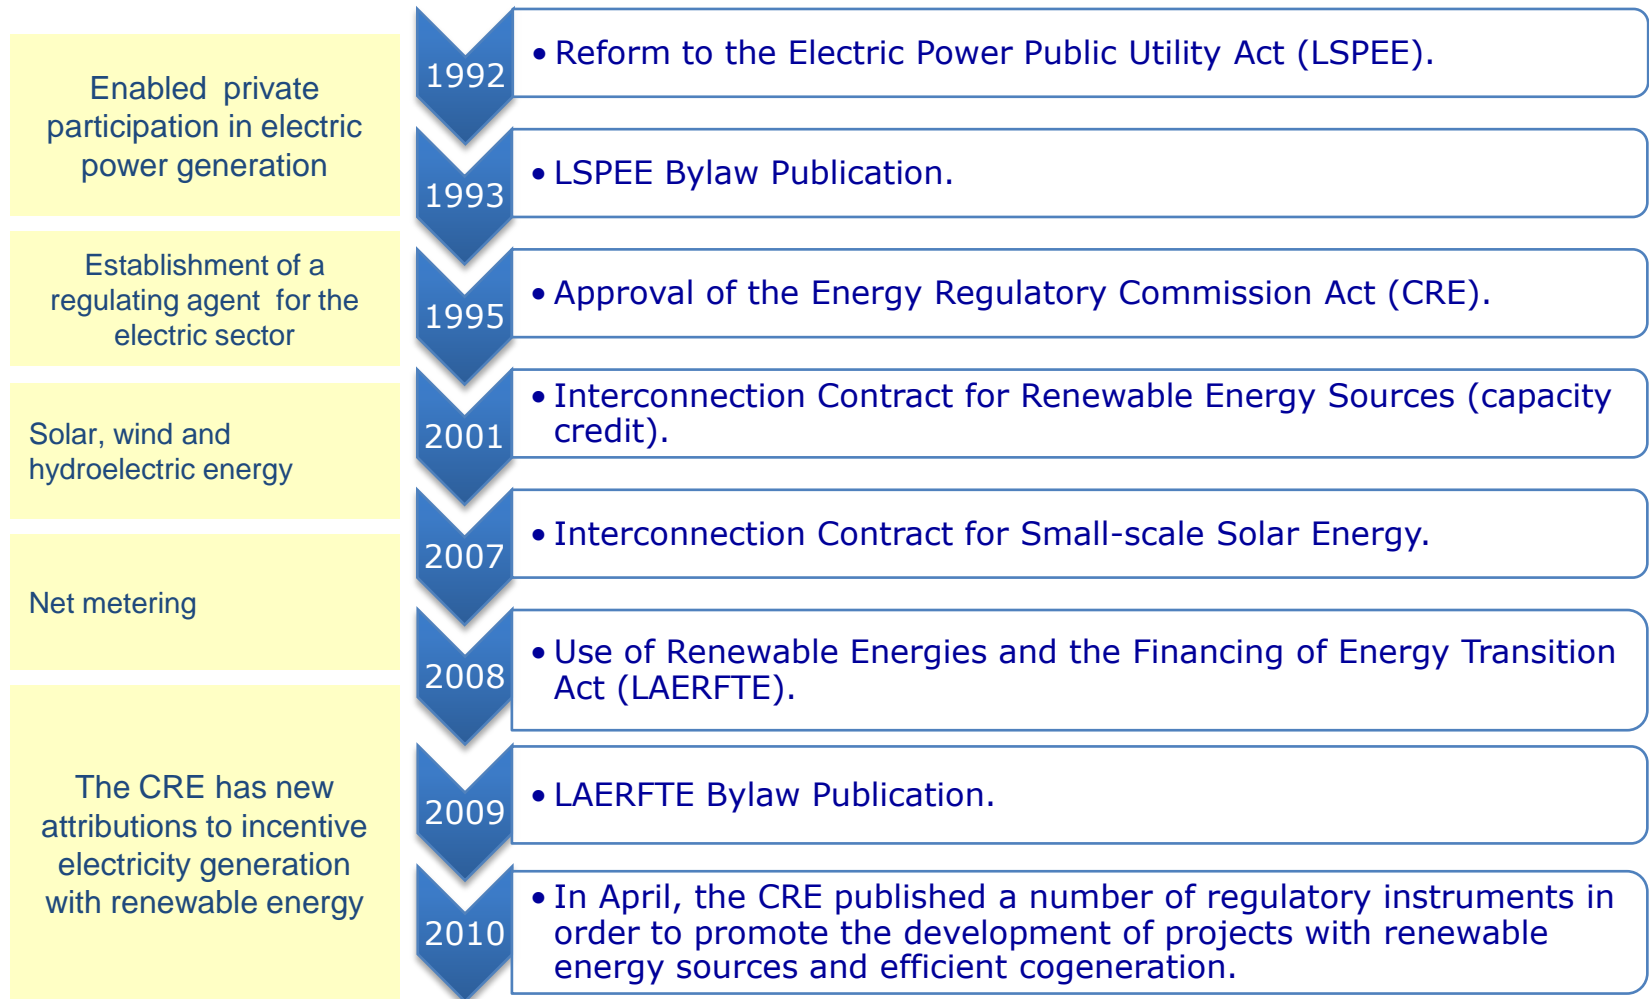 Enabled private
participation in electric
power generation
1992
• Reform to the Electric Power Public Utility Act (LSPEE).
1993
• LSPEE Bylaw Publication.
Establishment of a
regulating agent for the
electric sector
1995
• Approval of the Energy Regulatory Commission Act (CRE).
Solar, wind and
hydroelectric energy
2001
• Interconnection Contract for Renewable Energy Sources (capacity
credit).
Net metering
2007
• Interconnection Contract for Small-scale Solar Energy.
2008
• Use of Renewable Energies and the Financing of Energy Transition
Act (LAERFTE).
The CRE has new
attributions to incentive
electricity generation
with renewable energy
2009
• LAERFTE Bylaw Publication.
2010
• In April, the CRE published a number of regulatory instruments in
order to promote the development of projects with renewable
energy sources and efficient cogeneration.